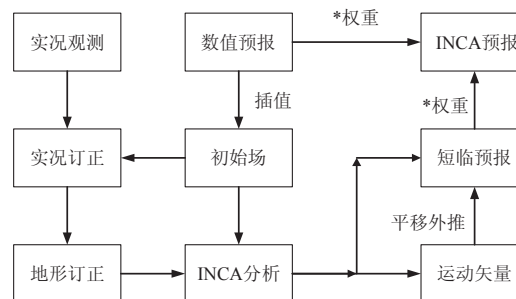 *权重
实况观测
数值预报
INCA预报
插值
*权重
实况订正
初始场
短临预报
平移外推
地形订正
INCA分析
运动矢量